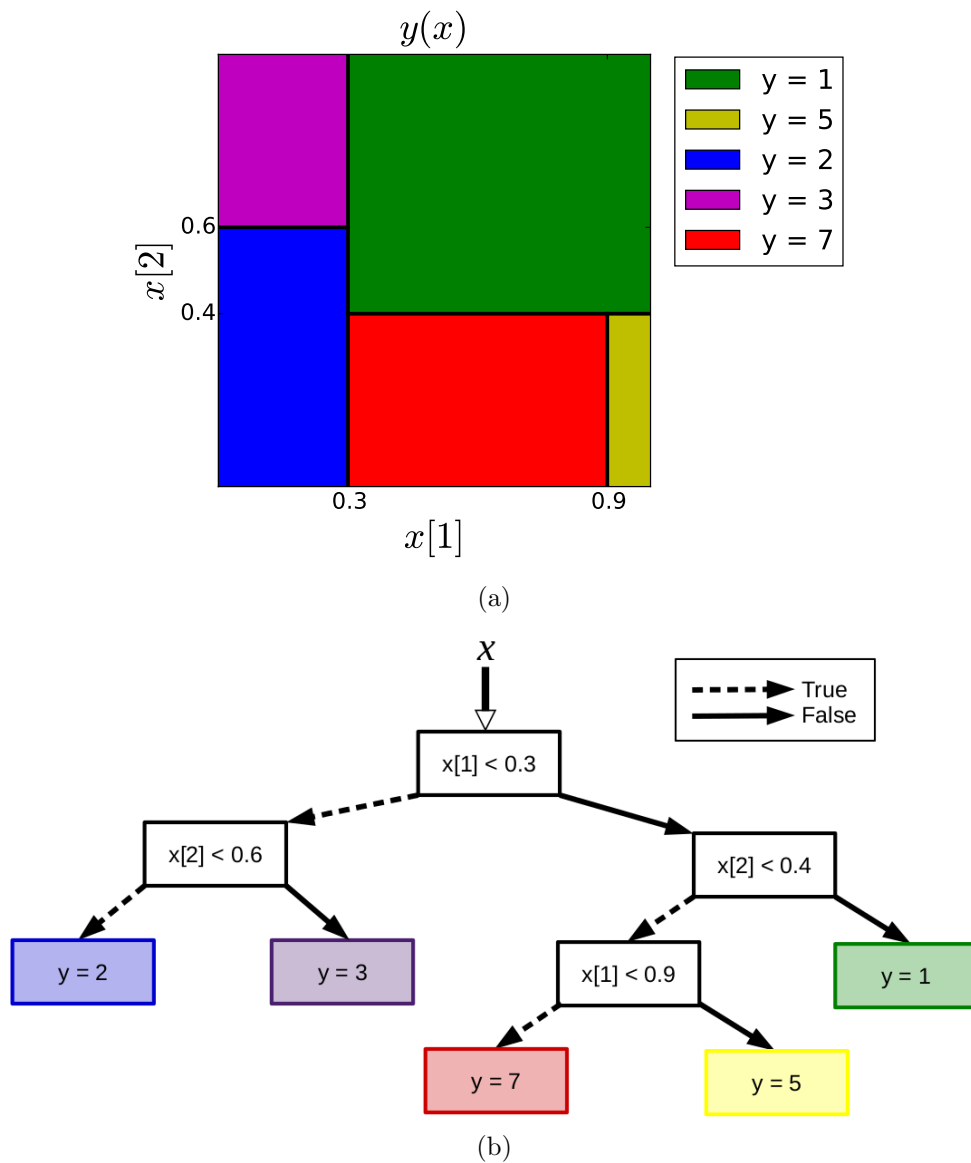 y(x)
y = 1
y = 5
y = 2
y = 3
y = 7
0.6
x[2]
0.4
0.3
0.9
x[1]
(a)
x
True
False
x[1] < 0.3
x[2] < 0.6
x[2] < 0.4
y = 2
y = 3
x[1] < 0.9
y = 1
y = 7
y = 5
(b)